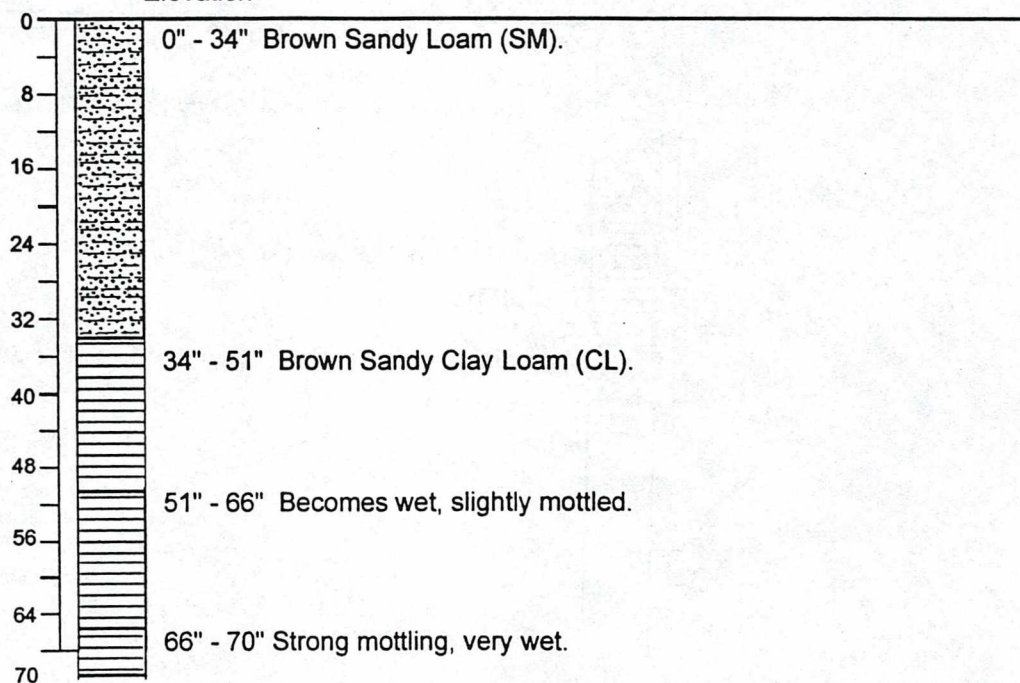 Elevation
0
0" - 34" Brown Sandy Loam (SM).
8
16
24
32
34" - 51" Brown Sandy Clay Loam (CL).
40
48
51" - 66" Becomes wet, slightly mottled.
56
64
66" - 70" Strong mottling, very wet.
70